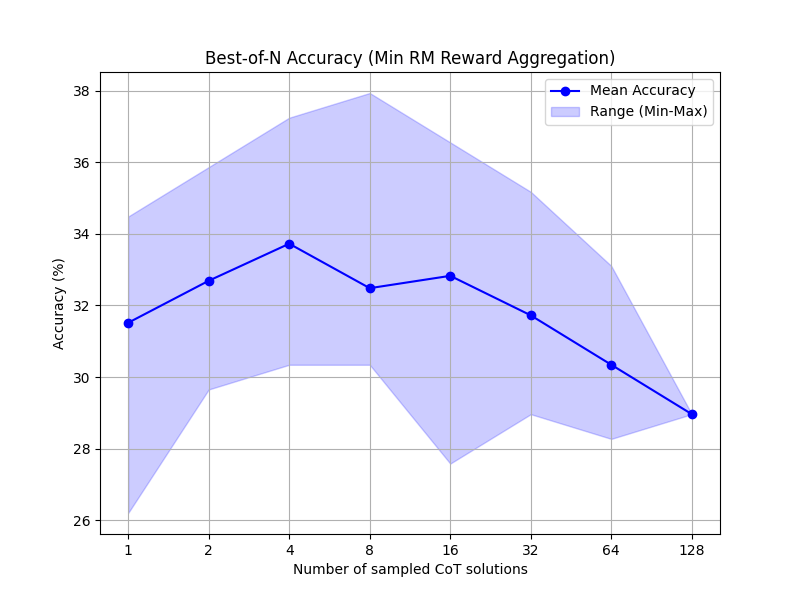 Best-of-N Accuracy (Min RM Reward Aggregation)
Mean Accuracy
Range (Min-Max)
Accuracy (%)
38
36
34
32
30
28
26
1 2 4 8 16 32 64 128
Number of sampled CoT solutions